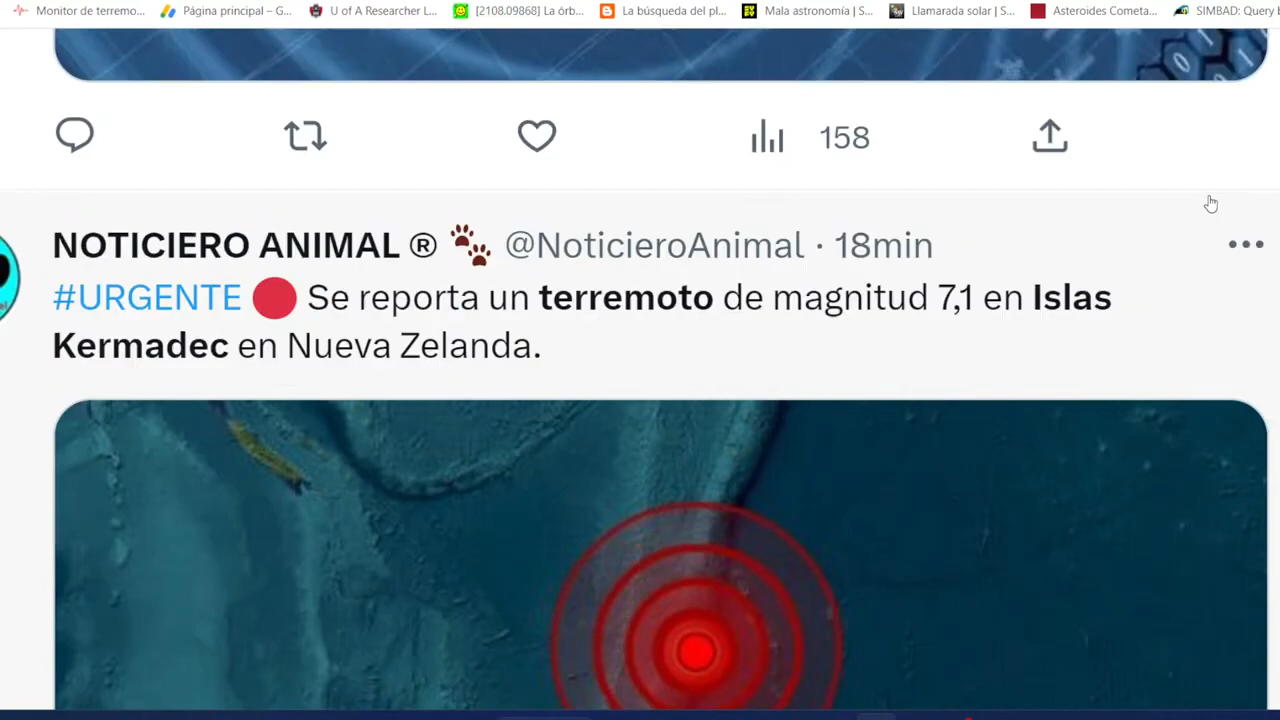 Monitor de terremo... Página principal – G... U of A Researcher L... [2108.09868] La órb... La búsqueda del pl... Mala astronomía | S... Llamarada solar | S... Asteroides Cometa... SIMBAD: Query
158
NOTICIERO ANIMAL ® @NoticieroAnimal · 18min
#URGENTE Se reporta un terremoto de magnitud 7,1 en Islas
Kermadec en Nueva Zelanda.